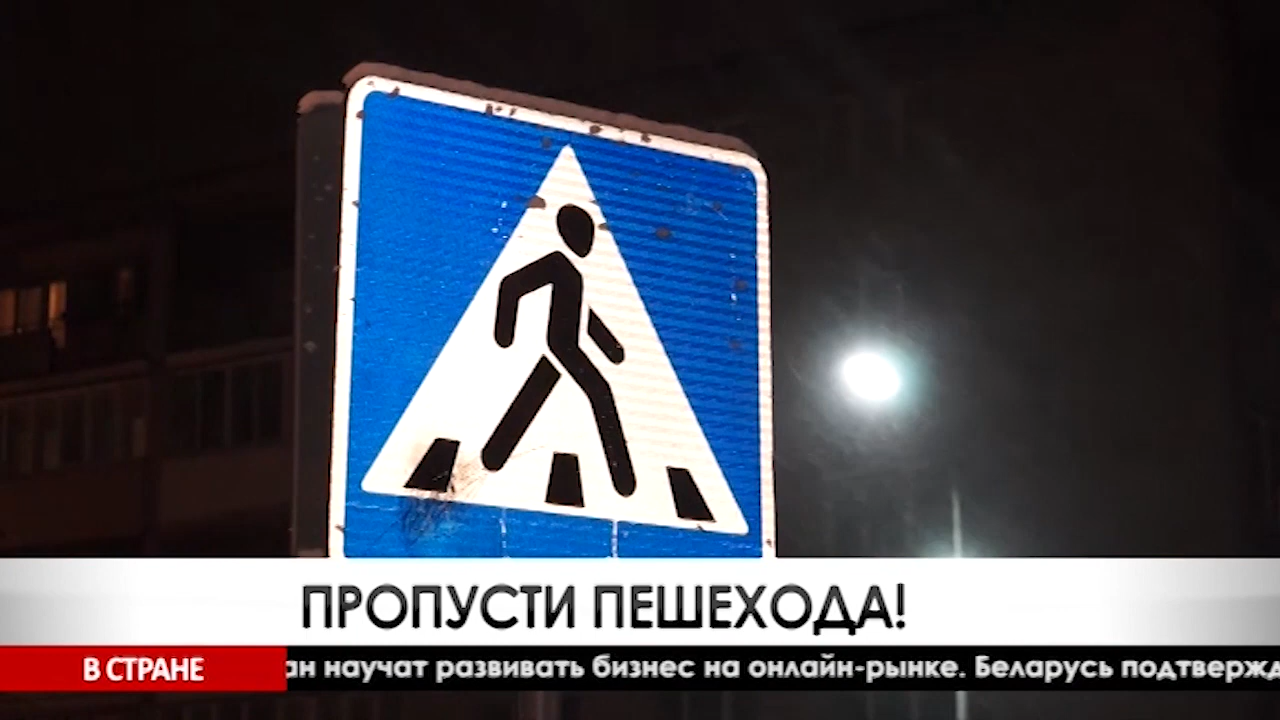 ПРОПУСТИ ПЕШЕХОДА!
В СТРАНЕ
научат развивать бизнес на онлайн-рынке. Беларусь